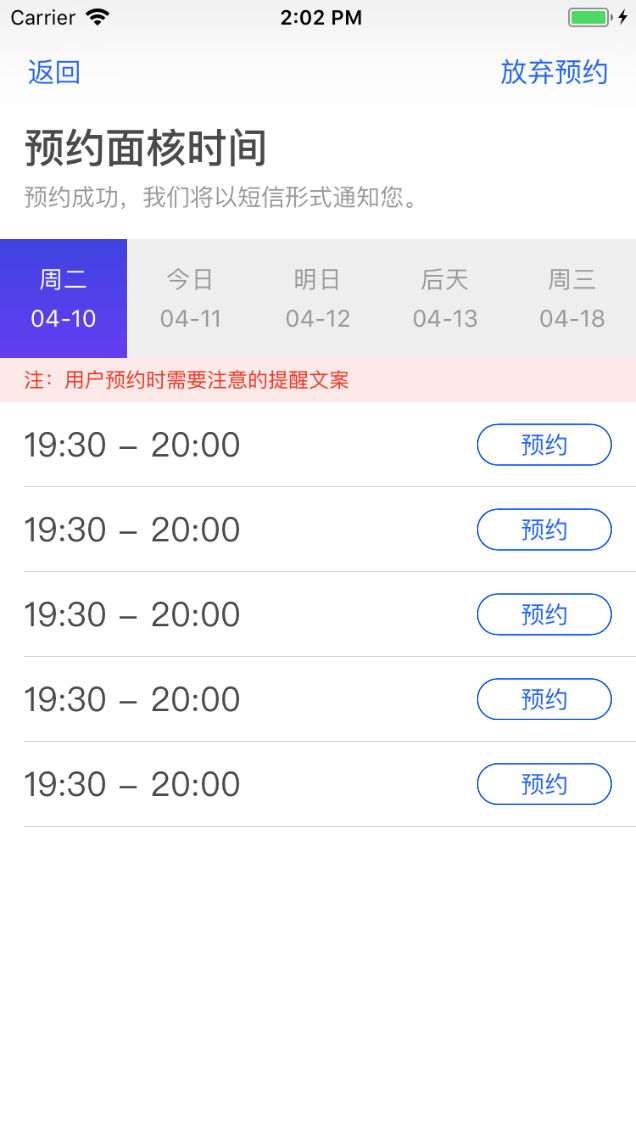 Carrier 2:02 PM
返回 放弃预约
预约面核时间
预约成功，我们将以短信形式通知您。
周二 今日 明日 后天 周三
04-10 04-11 04-12 04-13 04-18
注：用户预约时需要注意的提醒文案
19:30 – 20:00 预约
19:30 – 20:00 预约
19:30 – 20:00 预约
19:30 – 20:00 预约
19:30 – 20:00 预约